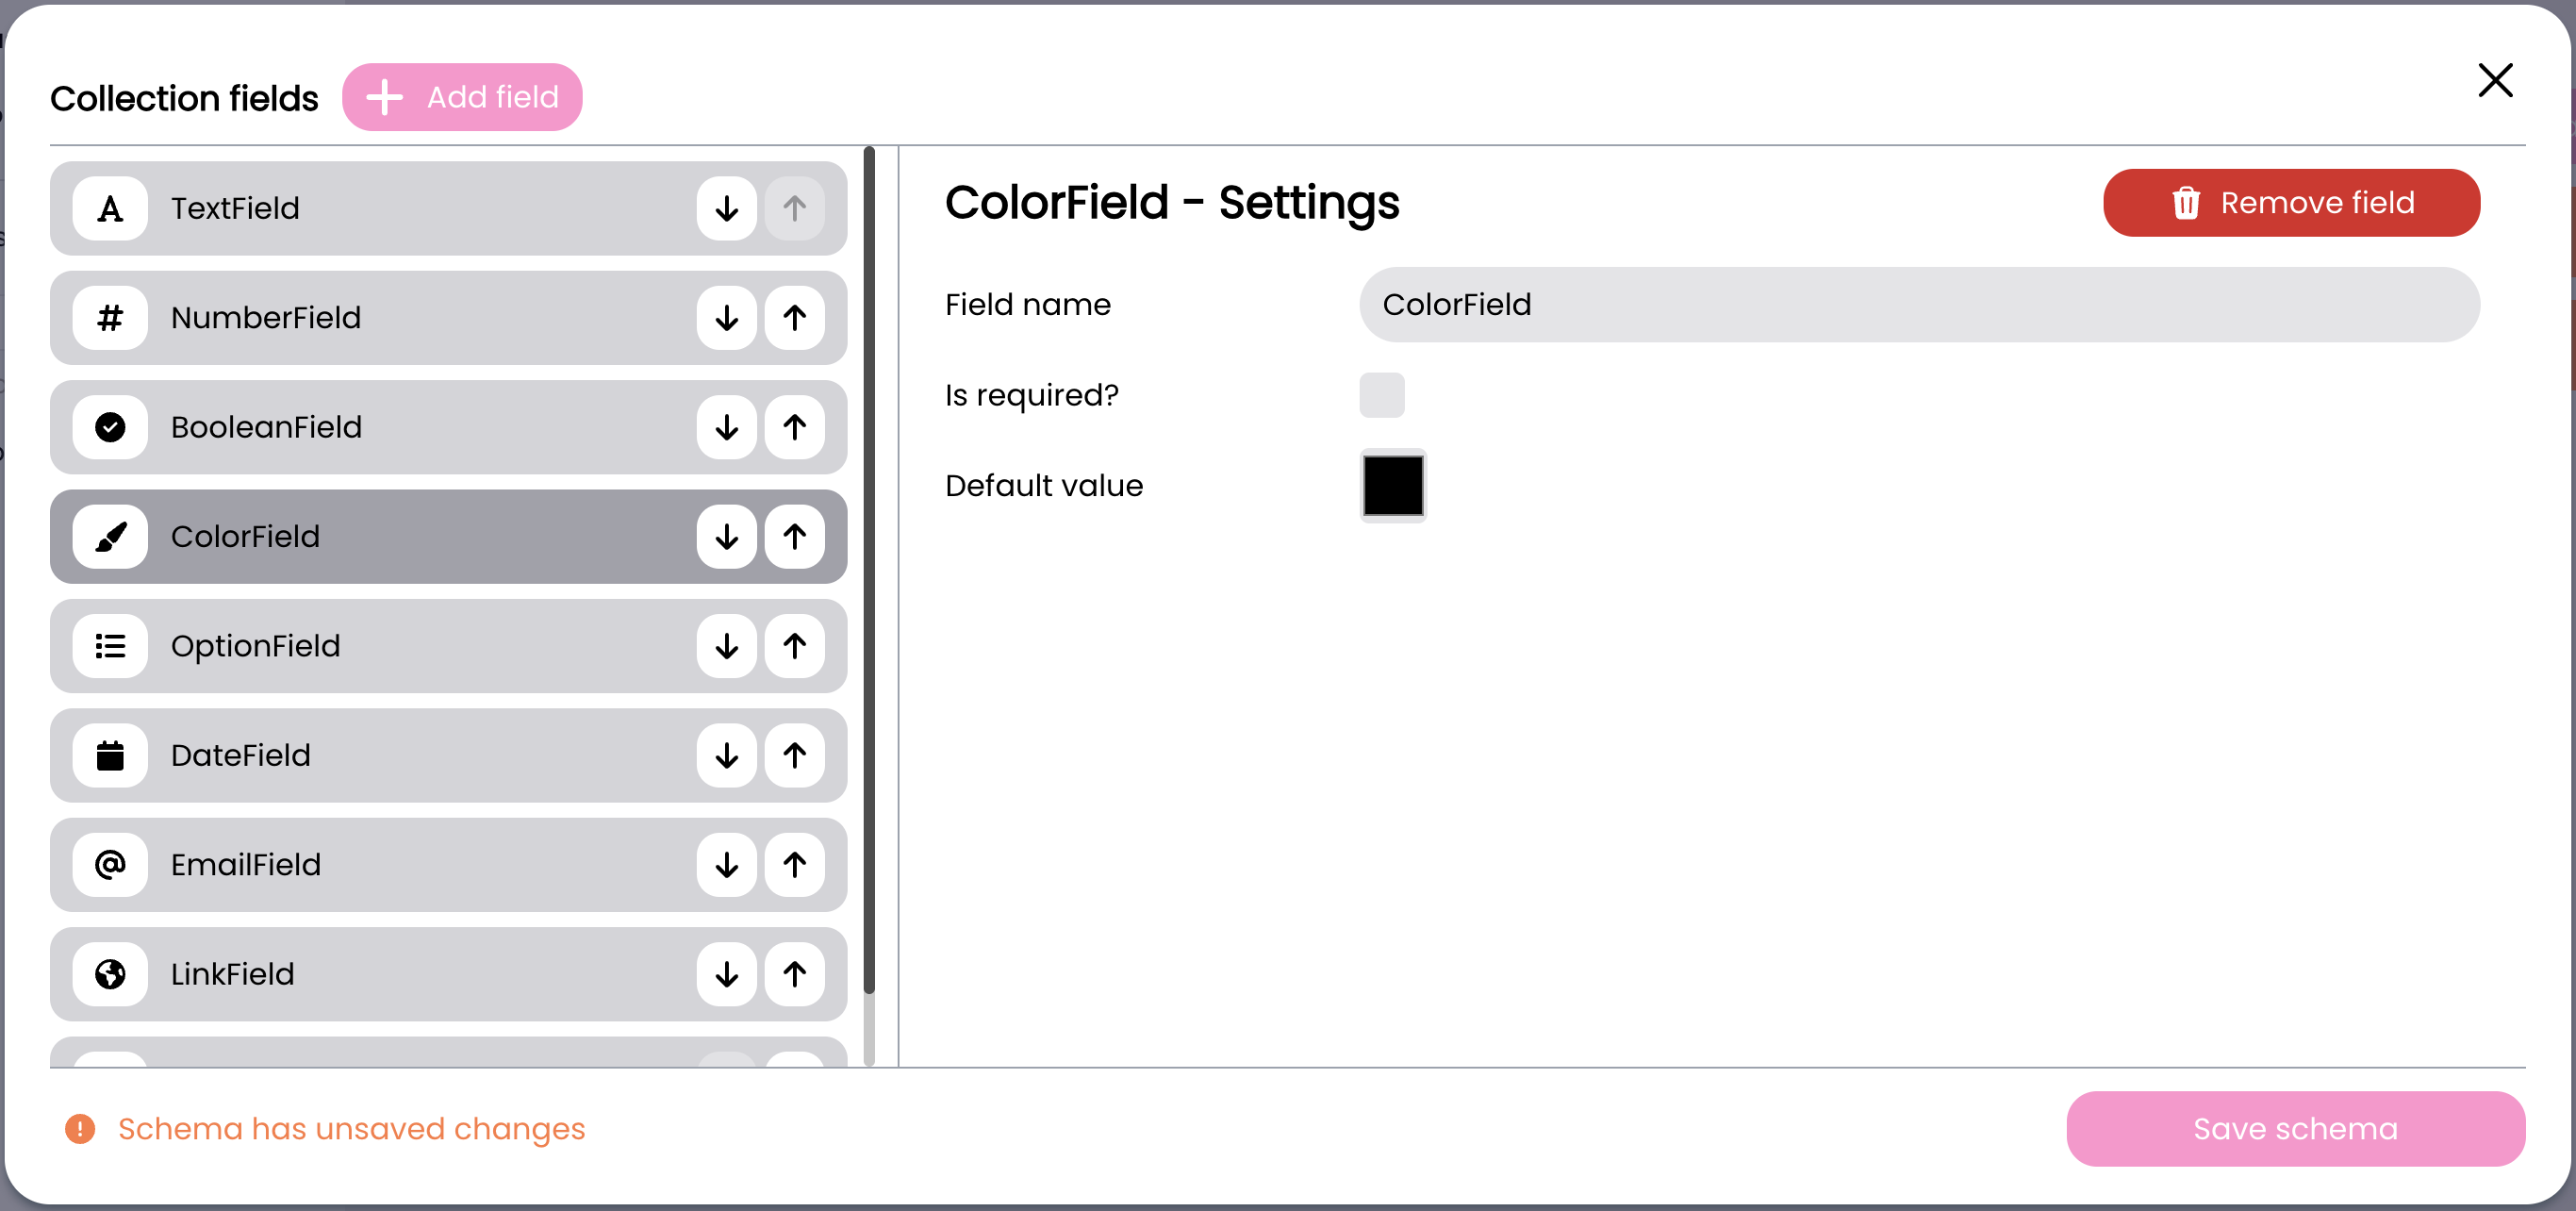 Collection fields
Add field
TextField
NumberField
BooleanField
ColorField
OptionField
DateField
EmailField
LinkField
ColorField - Settings
Remove field
Field name
ColorField
Is required?
Default value
Schema has unsaved changes
Save schema